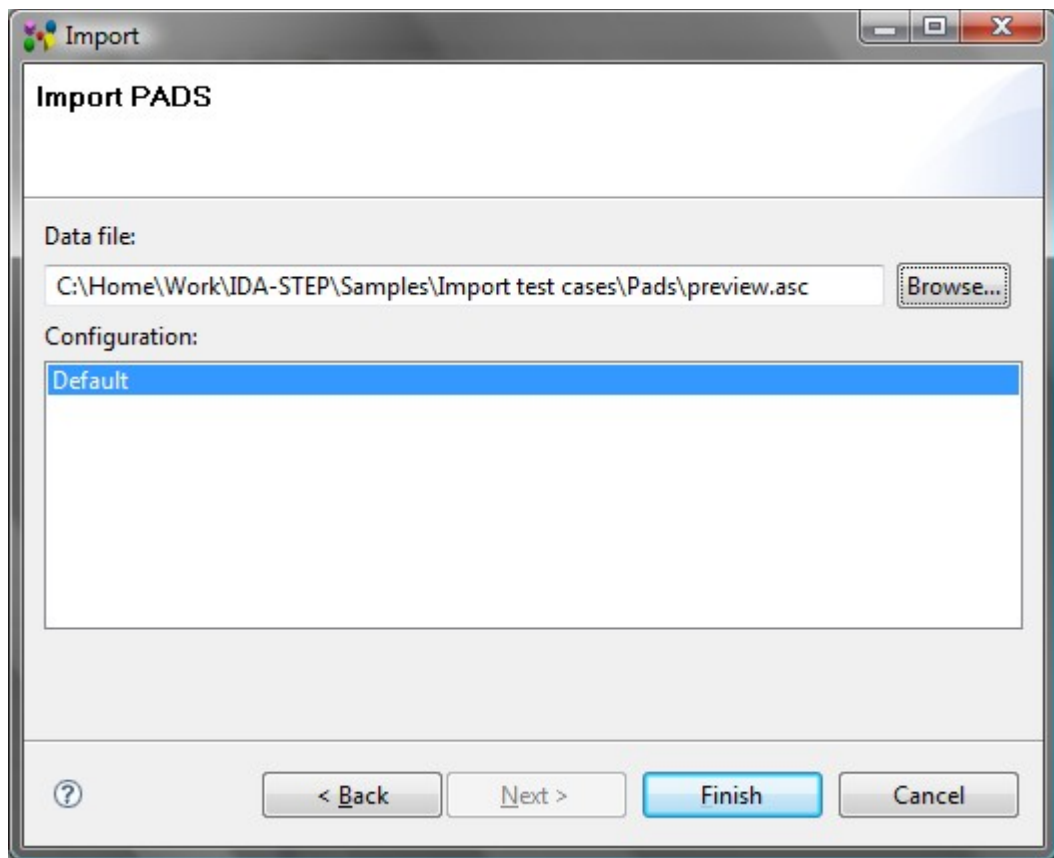 Import
Import PADS
Data file:
C:\Home\Work\IDA-STEP\Samples\Import test cases\Pads\preview.asc
Browse...
Configuration:
Default
< Back
Next >
Finish
Cancel